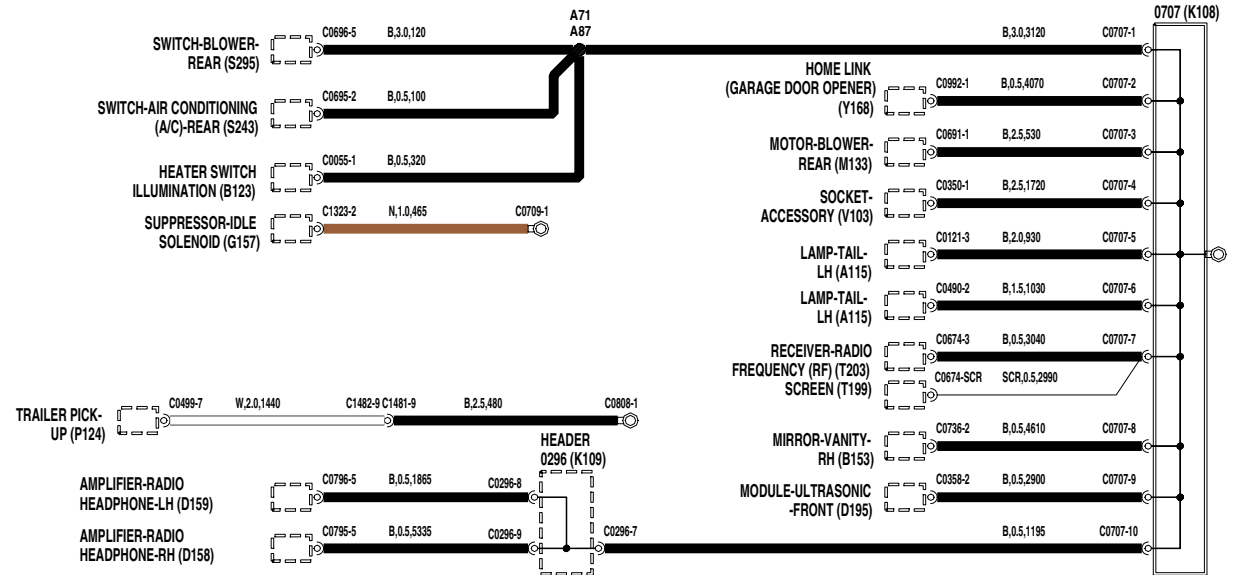 0707 (K108)
A71
A87
SWITCH-BLOWER-
REAR (S295)
C0696-5 B,3.0,120
B,3.0,3120 C0707-1
SWITCH-AIR CONDITIONING
(A/C)-REAR (S243)
C0695-2 B,0.5,100
HEATER SWITCH
ILLUMINATION (B123)
C0055-1 B,0.5,320
SUPPRESSOR-IDLE
SOLENOID (G157)
C1323-2 N,1.0,465 C0709-1
HOME LINK
(GARAGE DOOR OPENER)
(Y168)
C0992-1 B,0.5,4070 C0707-2
MOTOR-BLOWER-
REAR (M133)
C0691-1 B,2.5,530 C0707-3
SOCKET-
ACCESSORY (V103)
C0350-1 B,2.5,1720 C0707-4
LAMP-TAIL-
LH (A115)
C0121-3 B,2.0,930 C0707-5
LAMP-TAIL-
LH (A115)
C0490-2 B,1.5,1030 C0707-6
RECEIVER-RADIO
FREQUENCY (RF) (T203)
C0674-3 B,0.5,3040 C0707-7
SCREEN (T199)
C0674-SCR SCR,0.5,2990
TRAILER PICK-
UP (P124)
C0499-7 W,2.0,1440 C1482-9 C1481-9 B,2.5,480 C0808-1
MIRROR-VANITY-
RH (B153)
C0736-2 B,0.5,4610 C0707-8
HEADER
0296 (K109)
AMPLIFIER-RADIO
HEADPHONE-LH (D159)
C0796-5 B,0.5,1865 C0296-8
MODULE-ULTRASONIC
-FRONT (D195)
C0358-2 B,0.5,2900 C0707-9
AMPLIFIER-RADIO
HEADPHONE-RH (D158)
C0795-5 B,0.5,5335 C0296-9
C0296-7 B,0.5,1195 C0707-10